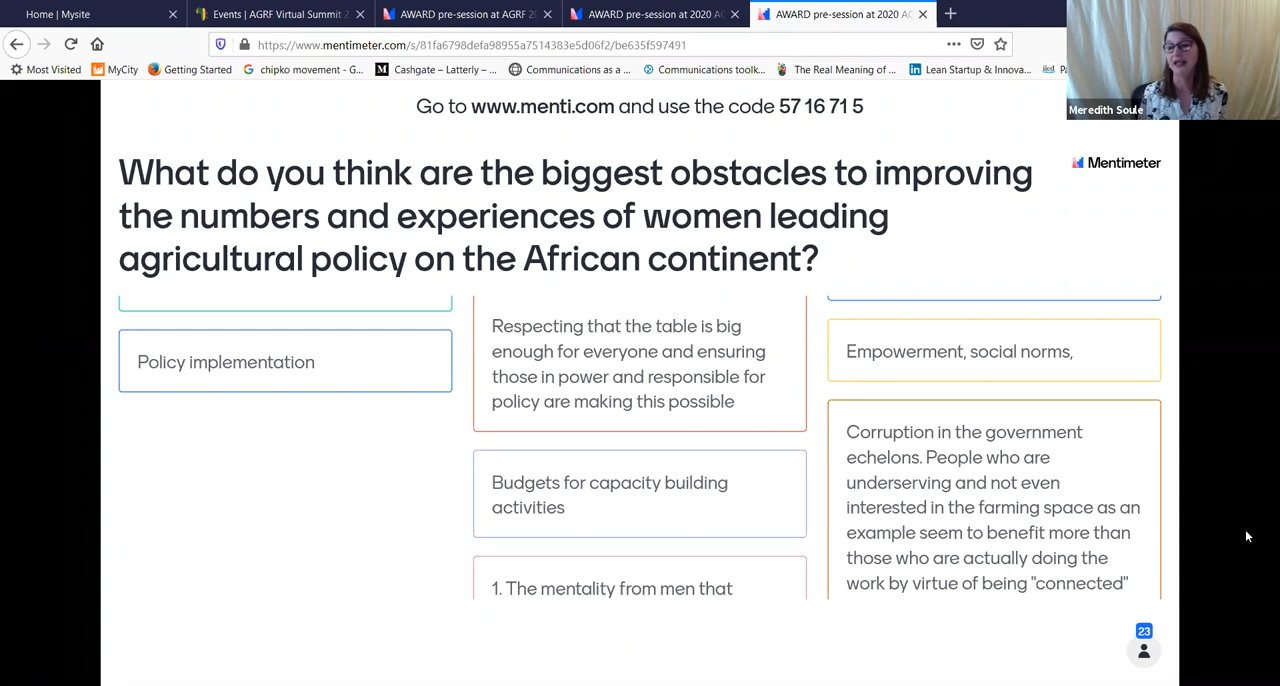 Home | Mysite
Events | AGRF Virtual Summit 2
AWARD pre-session at AGRF 20
AWARD pre-session at 2020 AG
AWARD pre-session at 2020 AG
https://www.mentimeter.com/s/81fa6798defa98955a7514383e5d06f2/be635f597491
Most Visited
MyCity
Getting Started
chipko movement - G...
Cashgate – Latterly – ...
Communications as a ...
Communications toolk...
The Real Meaning of ...
Lean Startup & Innova...
Meredith Soule
Go to www.menti.com and use the code 57 16 71 5
Mentimeter
What do you think are the biggest obstacles to improving
the numbers and experiences of women leading
agricultural policy on the African continent?
Policy implementation
Respecting that the table is big
enough for everyone and ensuring
those in power and responsible for
policy are making this possible
Budgets for capacity building
activities
1. The mentality from men that
Empowerment, social norms,
Corruption in the government
echelons. People who are
underserving and not even
interested in the farming space as an
example seem to benefit more than
those who are actually doing the
work by virtue of being "connected"
23